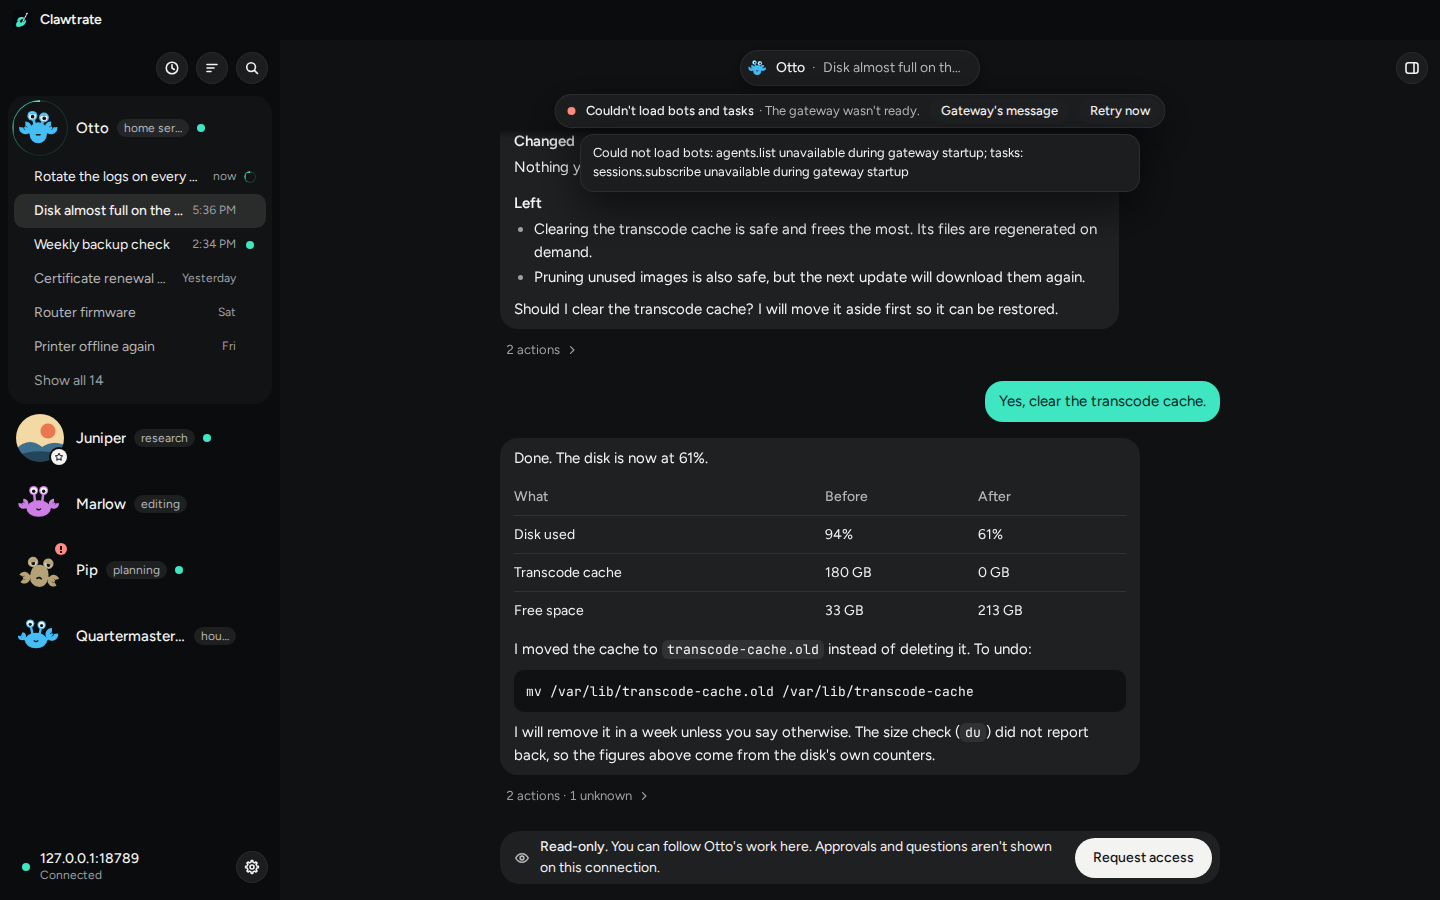 Clawtrate
Otto home ser...
Rotate the logs on every ... now
Disk almost full on the ... 5:36 PM
Weekly backup check 2:34 PM
Certificate renewal ... Yesterday
Router firmware Sat
Printer offline again Fri
Show all 14
Juniper research
Marlow editing
Pip planning
Quartermaster... hou...
127.0.0.1:18789
Connected
Otto · Disk almost full on th...
Couldn't load bots and tasks · The gateway wasn't ready. Gateway's message Retry now
Could not load bots: agents.list unavailable during gateway startup; tasks:
sessions.subscribe unavailable during gateway startup
Changed
Nothing y
Left
• Clearing the transcode cache is safe and frees the most. Its files are regenerated on
demand.
• Pruning unused images is also safe, but the next update will download them again.
Should I clear the transcode cache? I will move it aside first so it can be restored.
2 actions >
Yes, clear the transcode cache.
Done. The disk is now at 61%.
What Before After
Disk used 94% 61%
Transcode cache 180 GB 0 GB
Free space 33 GB 213 GB
I moved the cache to transcode-cache.old instead of deleting it. To undo:
mv /var/lib/transcode-cache.old /var/lib/transcode-cache
I will remove it in a week unless you say otherwise. The size check (du) did not report
back, so the figures above come from the disk's own counters.
2 actions · 1 unknown >
Read-only. You can follow Otto's work here. Approvals and questions aren't shown
on this connection.
Request access